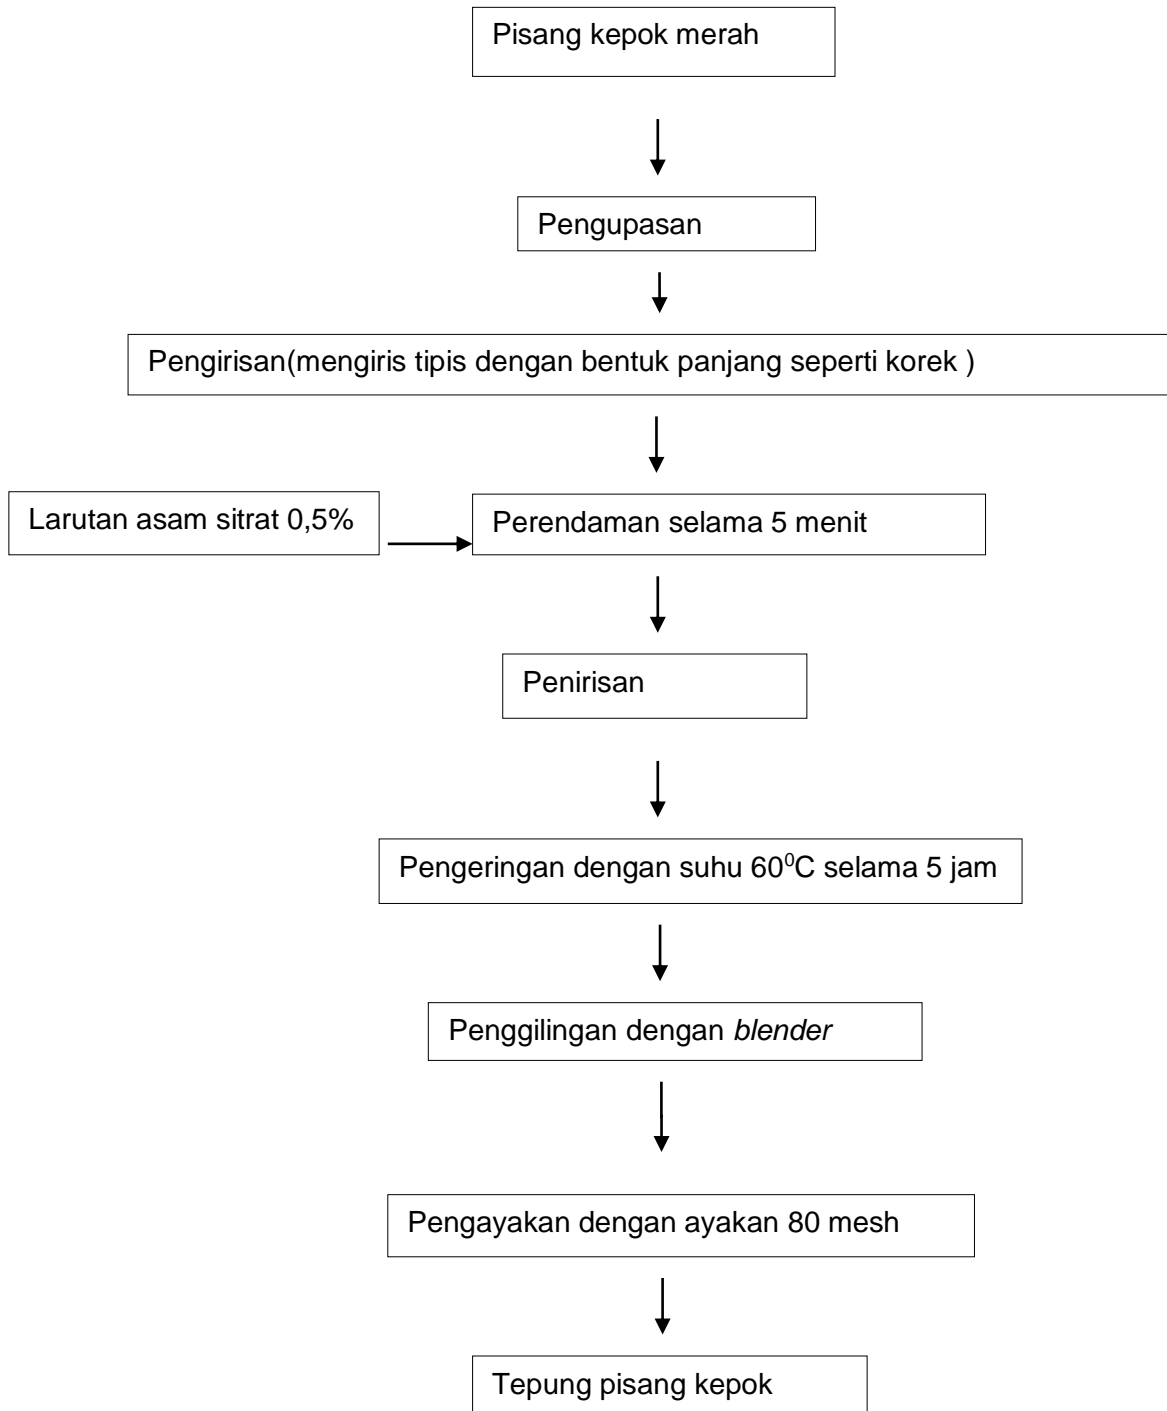 Pisang kepok merah
Pengupasan
Pengirisan(mengiris tipis dengan bentuk panjang seperti korek )
Larutan asam sitrat 0,5%
Perendaman selama 5 menit
Penirisan
Pengeringan dengan suhu 60⁰C selama 5 jam
Penggilingan dengan blender
Pengayakan dengan ayakan 80 mesh
Tepung pisang kepok